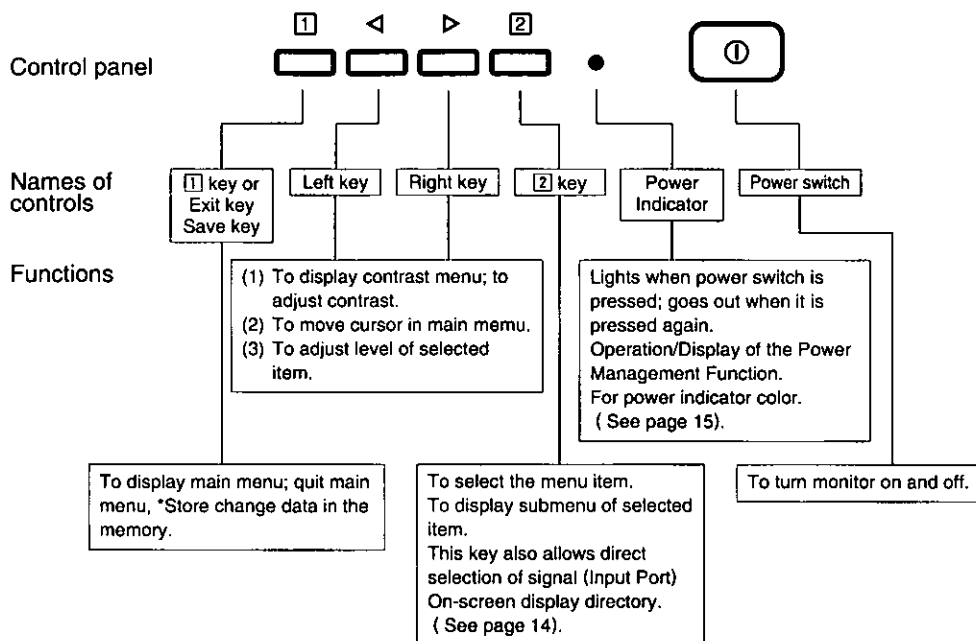 1 2
Control panel
Names of
controls
1 key or
Exit key
Save key
Left key
Right key
2 key
Power
Indicator
Power switch
Functions
(1) To display contrast menu; to
adjust contrast.
(2) To move cursor in main memu.
(3) To adjust level of selected
item.
Lights when power switch is
pressed; goes out when it is
pressed again.
Operation/Display of the Power
Management Function.
For power indicator color.
( See page 15).
To display main menu; quit main
menu, *Store change data in the
memory.
To select the menu item.
To display submenu of selected
item.
This key also allows direct
selection of signal (Input Port)
On-screen display directory.
( See page 14).
To turn monitor on and off.